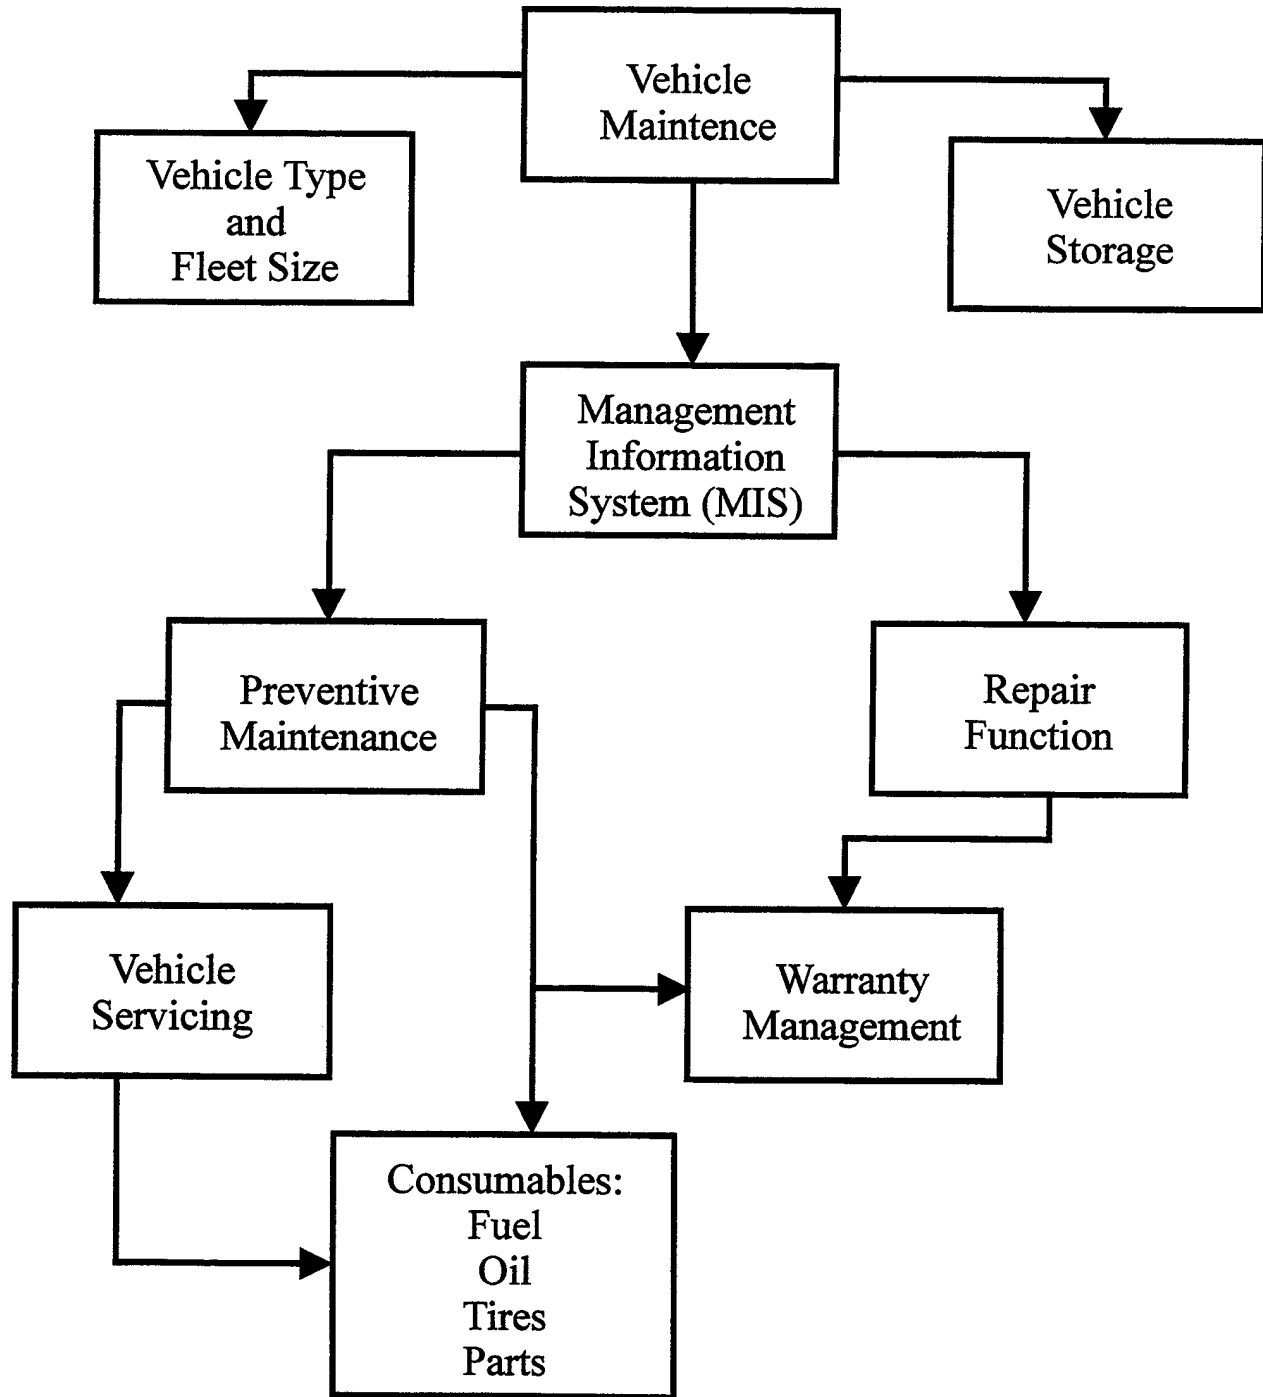 Vehicle
Maintence
Vehicle Type
and
Fleet Size
Vehicle
Storage
Management
Information
System (MIS)
Preventive
Maintenance
Repair
Function
Vehicle
Servicing
Warranty
Management
Consumables:
Fuel
Oil
Tires
Parts